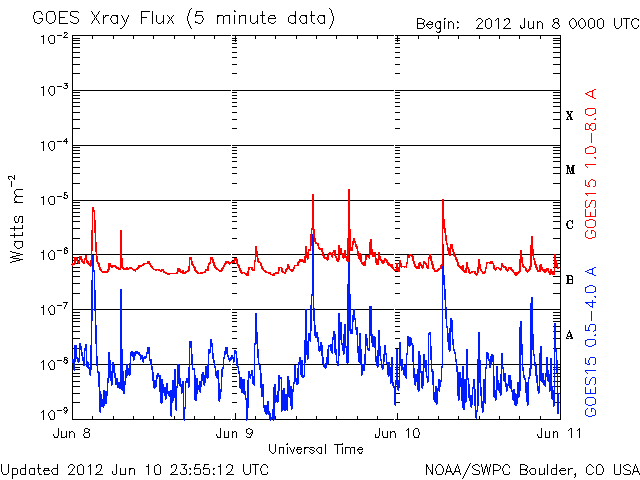 GOES Xray Flux (5 minute data)
Begin: 2012 Jun 8 0000 UTC
10⁻²
10⁻³
10⁻⁴
10⁻⁵
10⁻⁶
10⁻⁷
10⁻⁸
10⁻⁹
Watts m⁻²
X
M
C
B
A
GOES15 1.0-8.0 A
GOES15 0.5-4.0 A
Jun 8
Jun 9
Jun 10
Jun 11
Universal Time
Updated 2012 Jun 10 23:55:12 UTC
NOAA/SWPC Boulder, CO USA